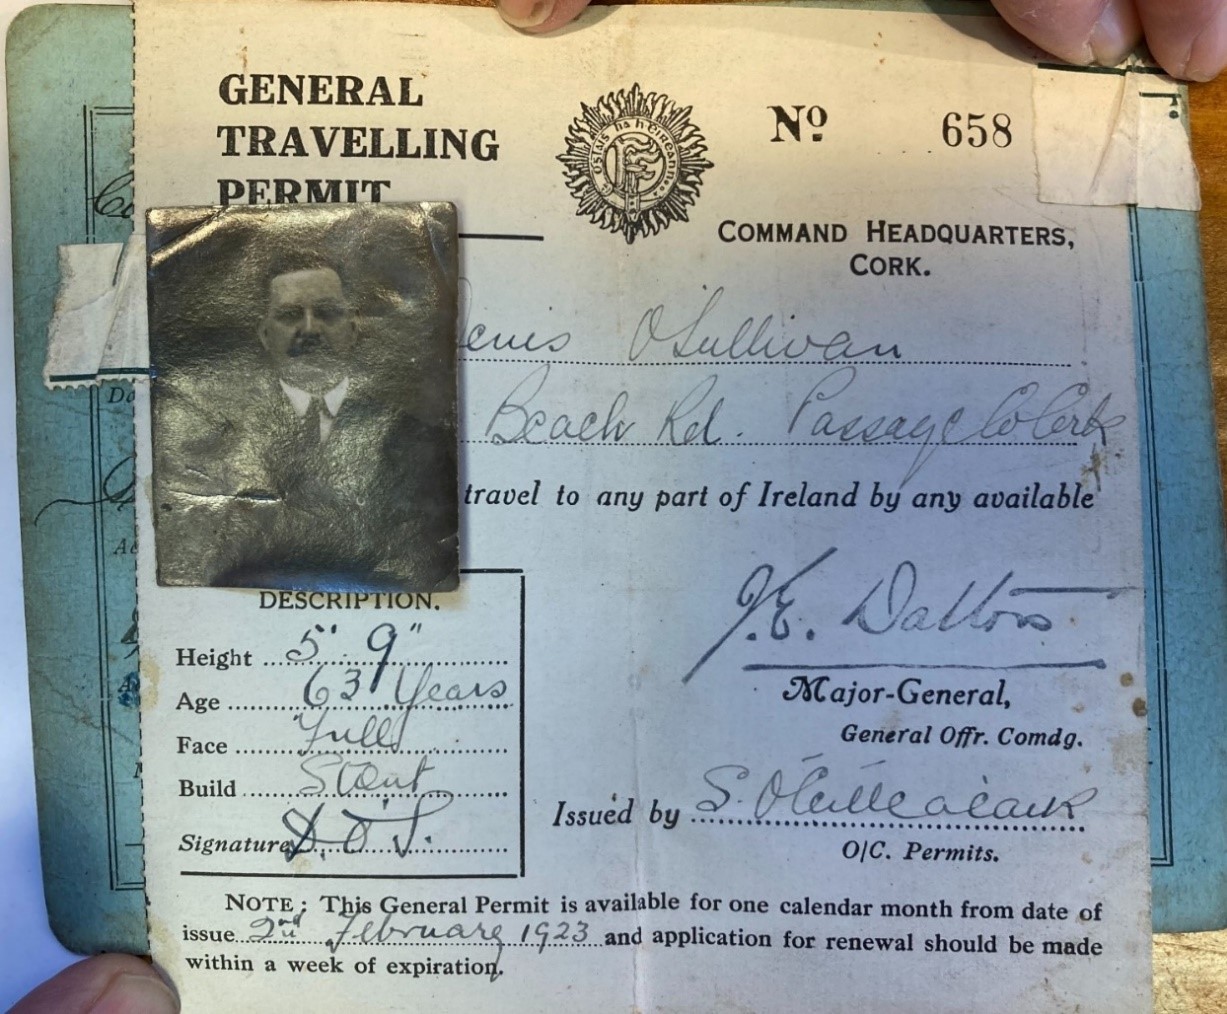 GENERAL
TRAVELLING
PERMIT
Nº 658
Óglaigh na hÉireann
COMMAND HEADQUARTERS,
CORK.
enis O'Sullivan
Beach Rd. Passage Co Cork
travel to any part of Ireland by any available
J.E. Dalton
Major-General,
General Offr. Comdg.
DESCRIPTION.
Height 5' 9"
Age 63 Years
Face Full
Build Stout
Signature D.O'S.
Issued by S.
O/C. Permits.
NOTE: This General Permit is available for one calendar month from date of
issue 2nd February 1923 and application for renewal should be made
within a week of expiration.